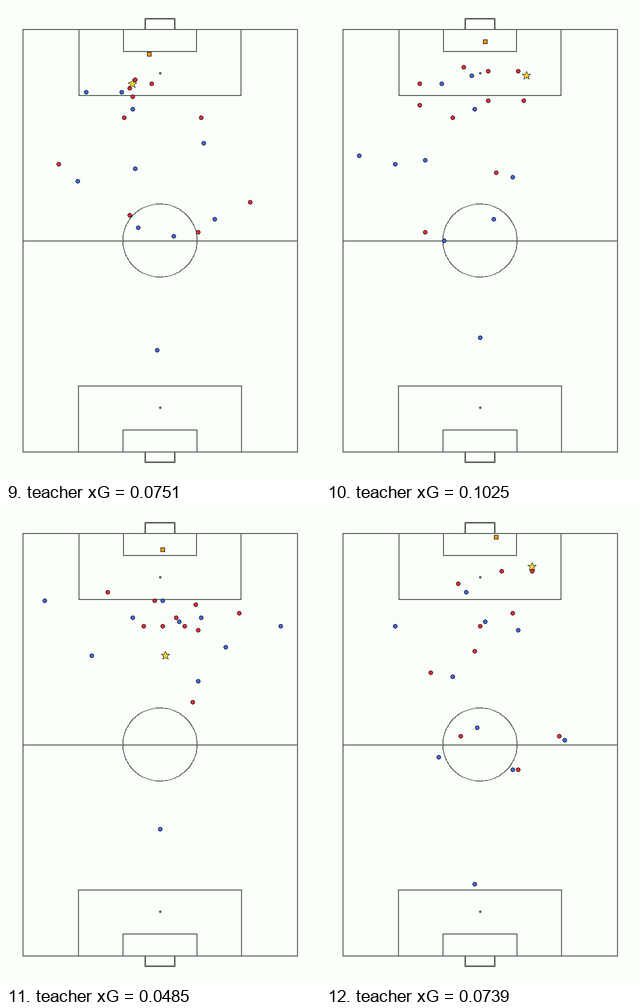 9. teacher xG = 0.0751
10. teacher xG = 0.1025
11. teacher xG = 0.0485
12. teacher xG = 0.0739